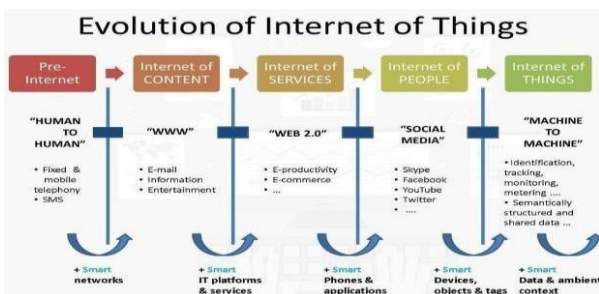 Evolution of Internet of Things
Pre-
Internet
Internet of
CONTENT
Internet of
SERVICES
Internet of
PEOPLE
Internet of
THINGS
“HUMAN
TO
HUMAN”
• Fixed &
mobile
telephony
• SMS
“WWW”
• E-mail
• Information
• Entertainment
“WEB 2.0”
• E-productivity
• E-commerce
• ...
“SOCIAL
MEDIA”
• Skype
• Facebook
• YouTube
• Twitter
• ....
“MACHINE
TO
MACHINE”
• Identification,
tracking,
monitoring,
metering ....
• Semantically
structured and
shared data ...
+ Smart
networks
+ Smart
IT platforms
& services
+ Smart
Phones &
applications
+ Smart
Devices,
objects & tags
+ Smart
Data & ambient
context